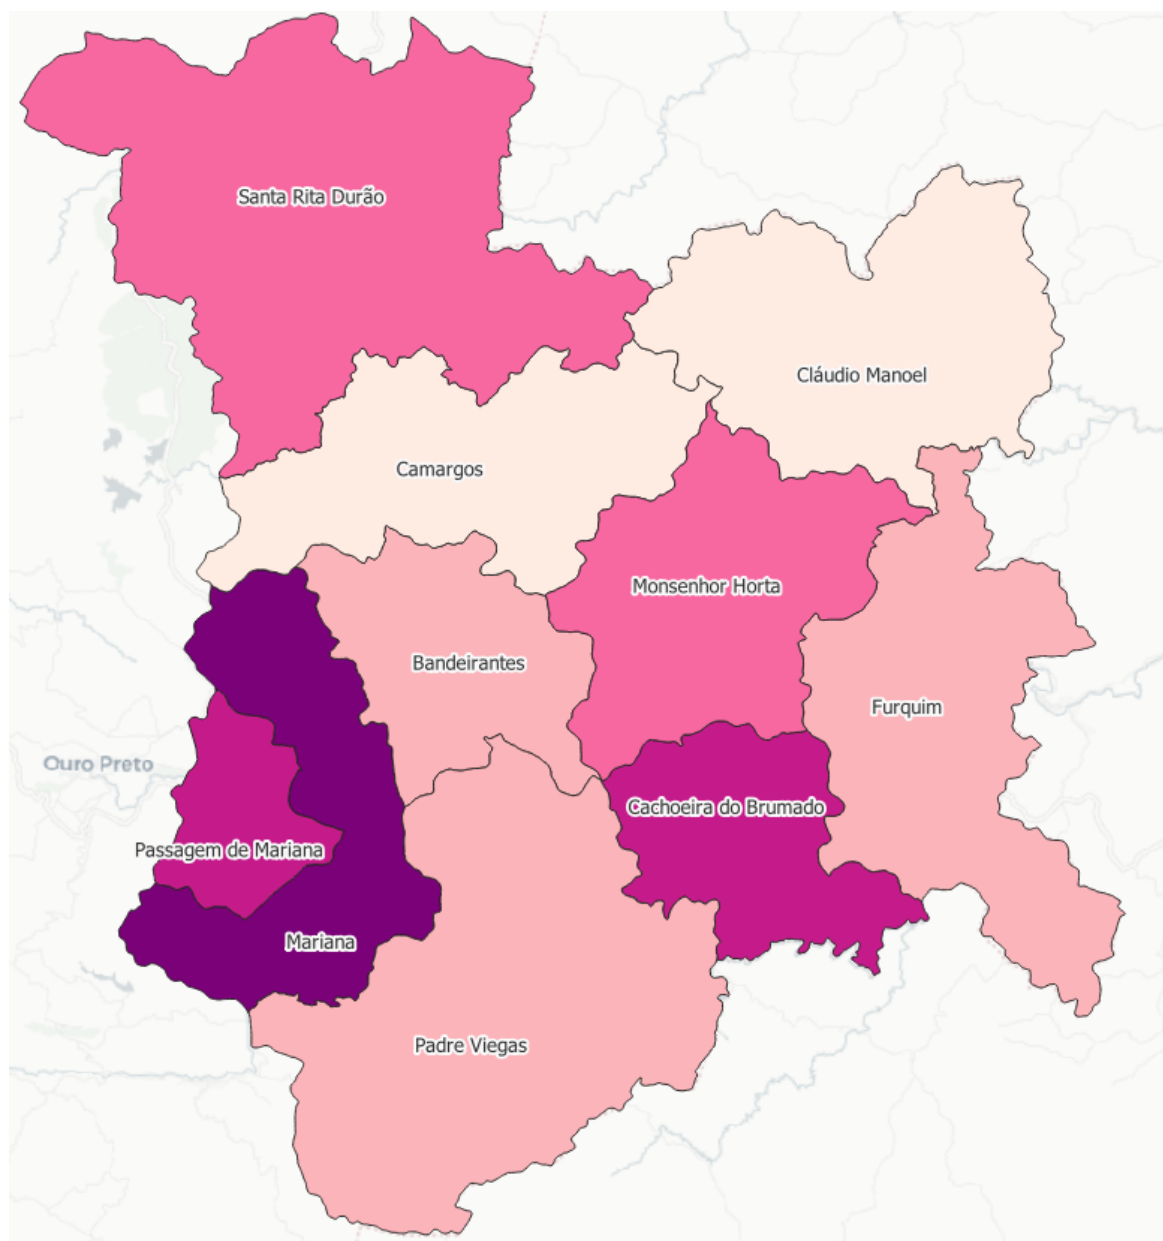 Santa Rita Durão
Cláudio Manoel
Camargos
Monsenhor Horta
Bandeirantes
Furquim
Ouro Preto
Cachoeira do Brumado
Passagem de Mariana
Mariana
Padre Viegas